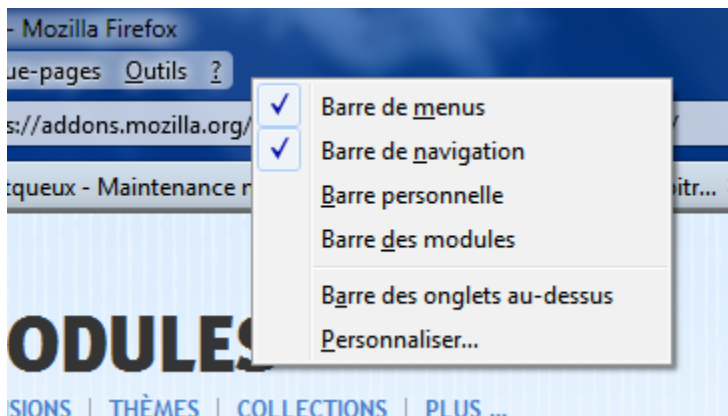 - Mozilla Firefox
ue-pages Outils ?
s://addons.mozilla.org/ /
tqueux - Maintenance r itr...
Barre de menus
Barre de navigation
Barre personnelle
Barre des modules
Barre des onglets au-dessus
Personnaliser...
ODULES
SIONS | THÈMES | COLLECTIONS | PLUS ...